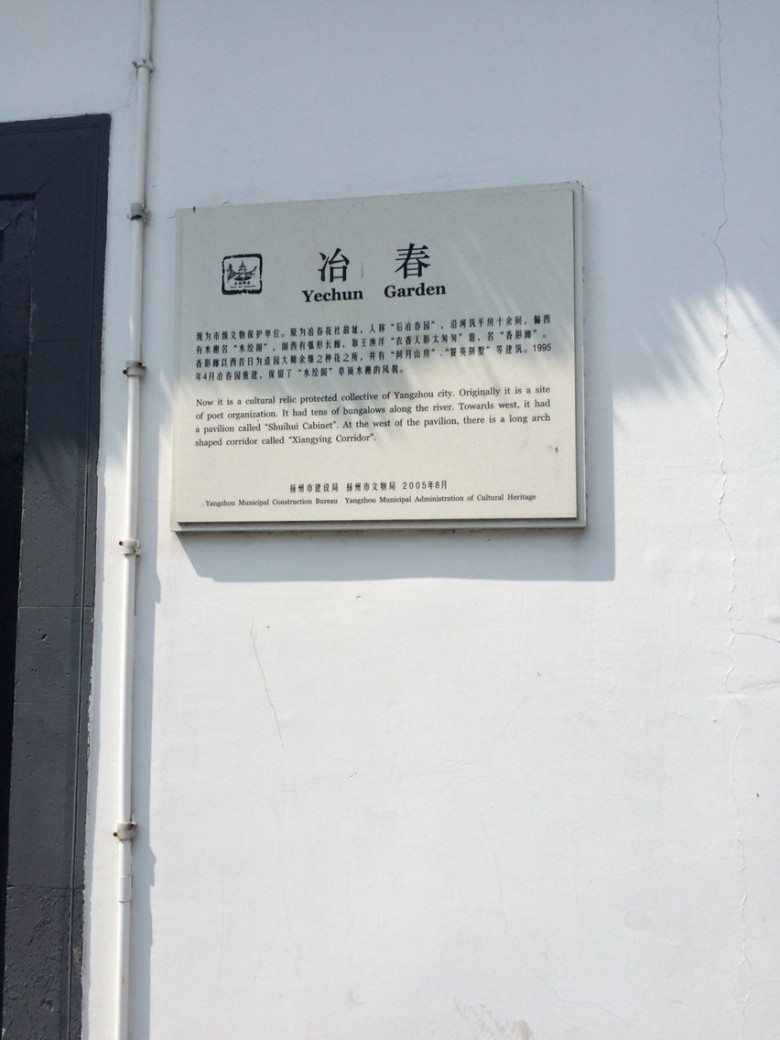 冶春
Yechun Garden
现为市级文物保护单位。原为冶春花社故址，人称“后冶春园”，沿河筑平房十余间，偏西
有水榭名“水绘阁”，阁西有弧形长廊，取王渔洋“衣香人影太匆匆”意，名“香影廊”。
香影廊以西昔日为造园大师余继之种花之所，并有“问月山房”、“餐英别墅”等建筑。1995
年4月冶春园重建，保留了“水绘阁”草顶水榭的风貌。
Now it is a cultural relic protected collective of Yangzhou city. Originally it is a site
of poet organization. It had tens of bungalows along the river. Towards west, it had
a pavilion called “Shuihui Cabinet”. At the west of the pavilion, there is a long arch
shaped corridor called “Xiangying Corridor”.
扬州市建设局 扬州市文物局 2005年8月
Yangzhou Municipal Construction Bureau Yangzhou Municipal Administration of Cultural Heritage